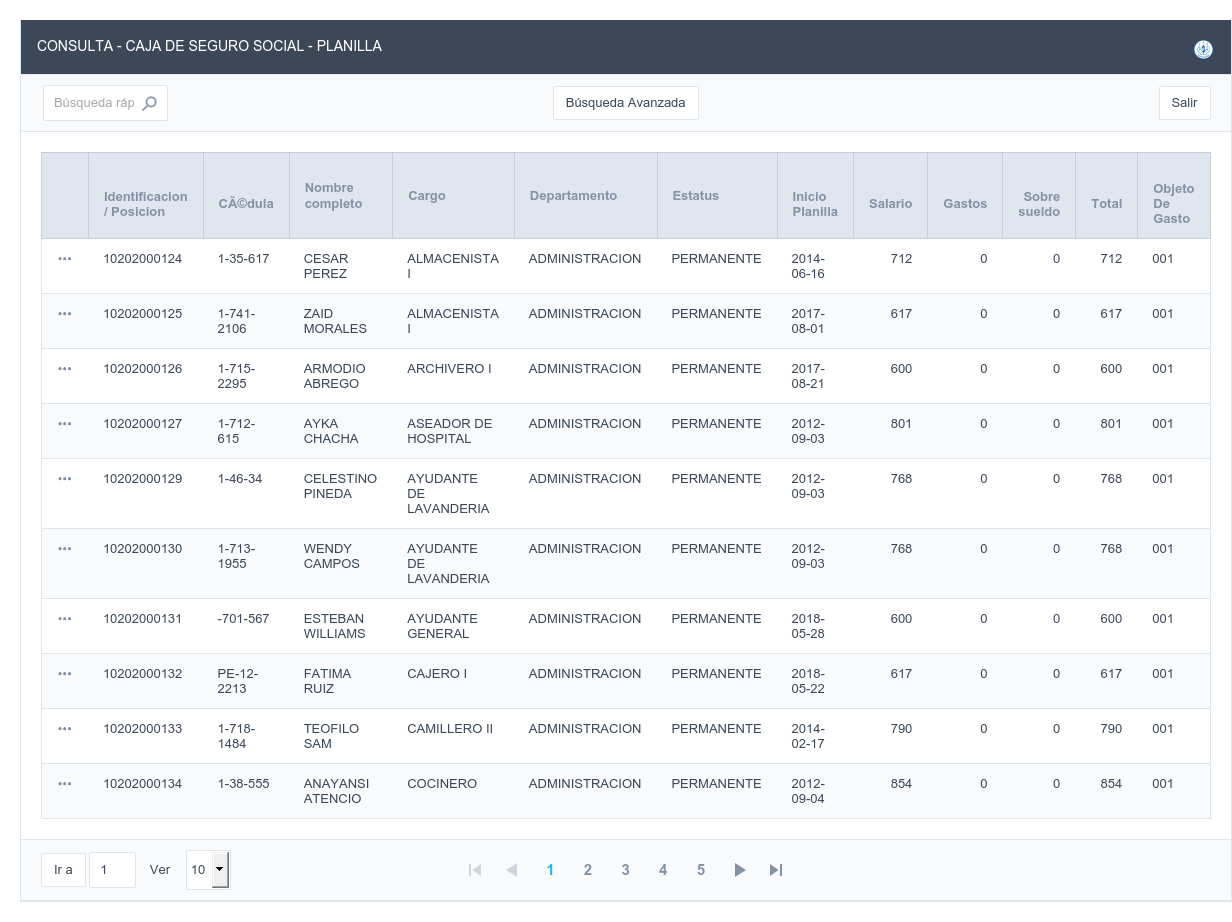 CONSULTA - CAJA DE SEGURO SOCIAL - PLANILLA
Búsqueda ráp
Búsqueda Avanzada
Salir
Identificacion / Posicion CÃ©dula Nombre completo Cargo Departamento Estatus Inicio Planilla Salario Gastos Sobre sueldo Total Objeto De Gasto
10202000124 1-35-617 CESAR PEREZ ALMACENISTA I ADMINISTRACION PERMANENTE 2014-06-16 712 0 0 712 001
10202000125 1-741-2106 ZAID MORALES ALMACENISTA I ADMINISTRACION PERMANENTE 2017-08-01 617 0 0 617 001
10202000126 1-715-2295 ARMODIO ABREGO ARCHIVERO I ADMINISTRACION PERMANENTE 2017-08-21 600 0 0 600 001
10202000127 1-712-615 AYKA CHACHA ASEADOR DE HOSPITAL ADMINISTRACION PERMANENTE 2012-09-03 801 0 0 801 001
10202000129 1-46-34 CELESTINO PINEDA AYUDANTE DE LAVANDERIA ADMINISTRACION PERMANENTE 2012-09-03 768 0 0 768 001
10202000130 1-713-1955 WENDY CAMPOS AYUDANTE DE LAVANDERIA ADMINISTRACION PERMANENTE 2012-09-03 768 0 0 768 001
10202000131 -701-567 ESTEBAN WILLIAMS AYUDANTE GENERAL ADMINISTRACION PERMANENTE 2018-05-28 600 0 0 600 001
10202000132 PE-12-2213 FATIMA RUIZ CAJERO I ADMINISTRACION PERMANENTE 2018-05-22 617 0 0 617 001
10202000133 1-718-1484 TEOFILO SAM CAMILLERO II ADMINISTRACION PERMANENTE 2014-02-17 790 0 0 790 001
10202000134 1-38-555 ANAYANSI ATENCIO COCINERO ADMINISTRACION PERMANENTE 2012-09-04 854 0 0 854 001
Ir a 1 Ver 10 1 2 3 4 5